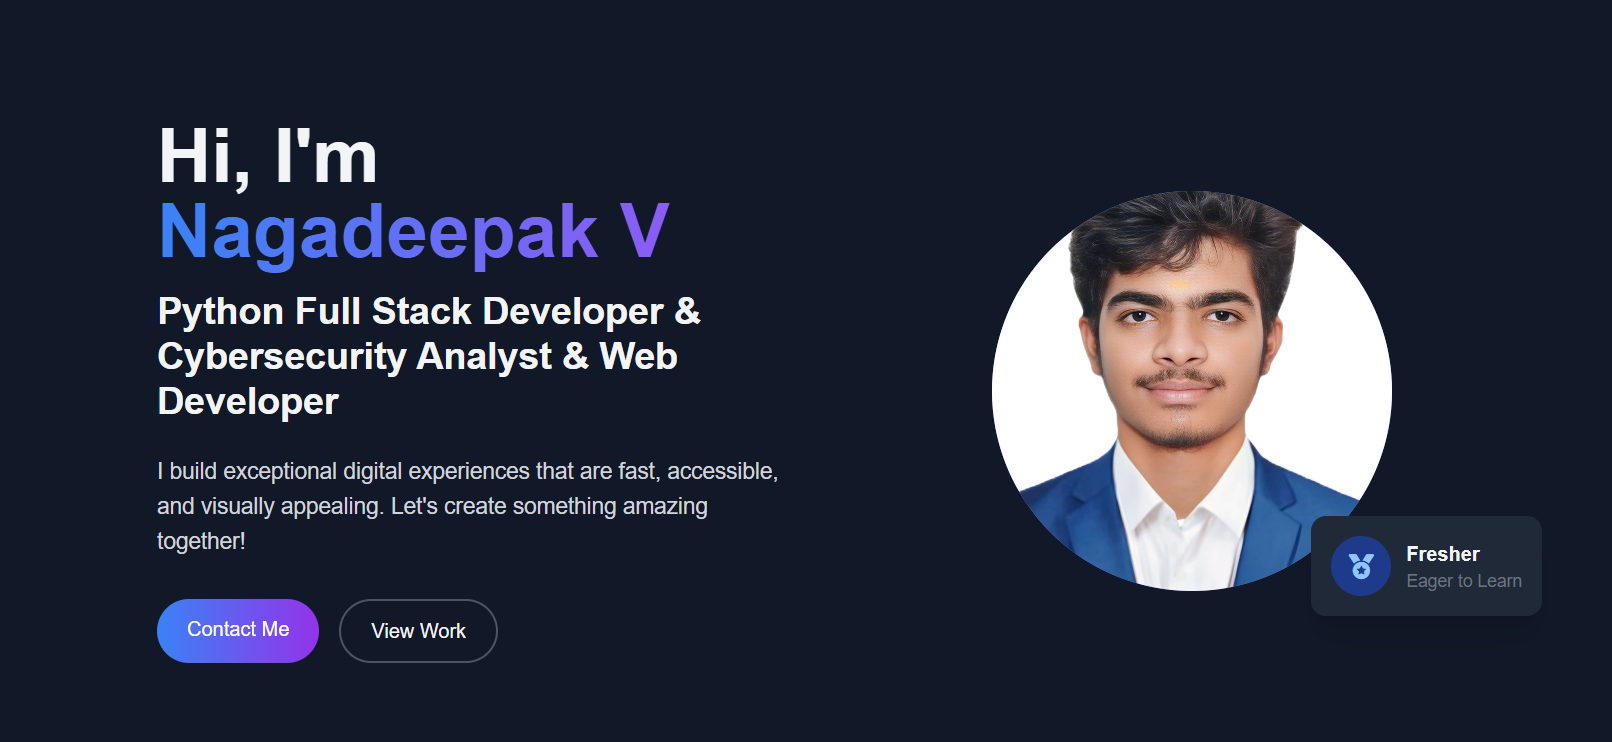 Hi, I'm
Nagadeepak V
Python Full Stack Developer &
Cybersecurity Analyst & Web
Developer
I build exceptional digital experiences that are fast, accessible,
and visually appealing. Let's create something amazing
together!
Contact Me
View Work
Fresher
Eager to Learn